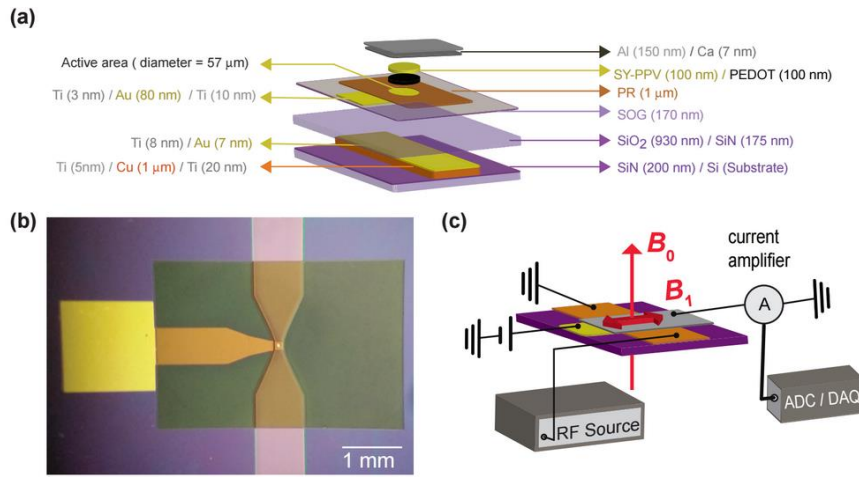 (a)
Al (150 nm) / Ca (7 nm)
Active area ( diameter = 57 μm)
SY-PPV (100 nm) / PEDOT (100 nm)
Ti (3 nm) / Au (80 nm) / Ti (10 nm)
PR (1 μm)
SOG (170 nm)
Ti (8 nm) / Au (7 nm)
SiO₂ (930 nm) / SiN (175 nm)
Ti (5nm) / Cu (1 μm) / Ti (20 nm)
SiN (200 nm) / Si (Substrate)
(b)
1 mm
(c)
B₀
B₁
current
amplifier
A
RF Source
ADC / DAQ